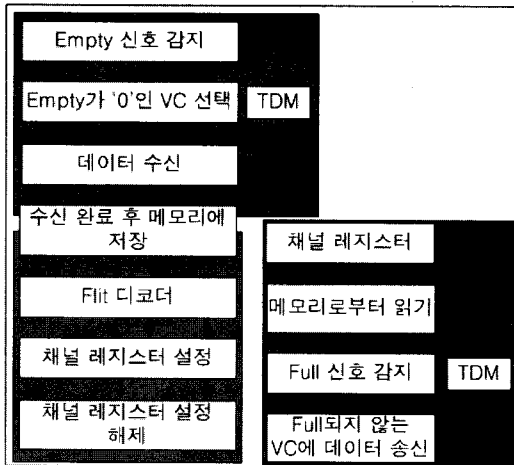 Empty 신호 감지
Empty가 '0'인 VC 선택
TDM
데이터 수신
수신 완료 후 메모리에
저장
Flit 디코더
채널 레지스터 설정
채널 레지스터 설정
해제
채널 레지스터
메모리로부터 읽기
Full 신호 감지
TDM
Full되지 않는
VC에 데이터 송신